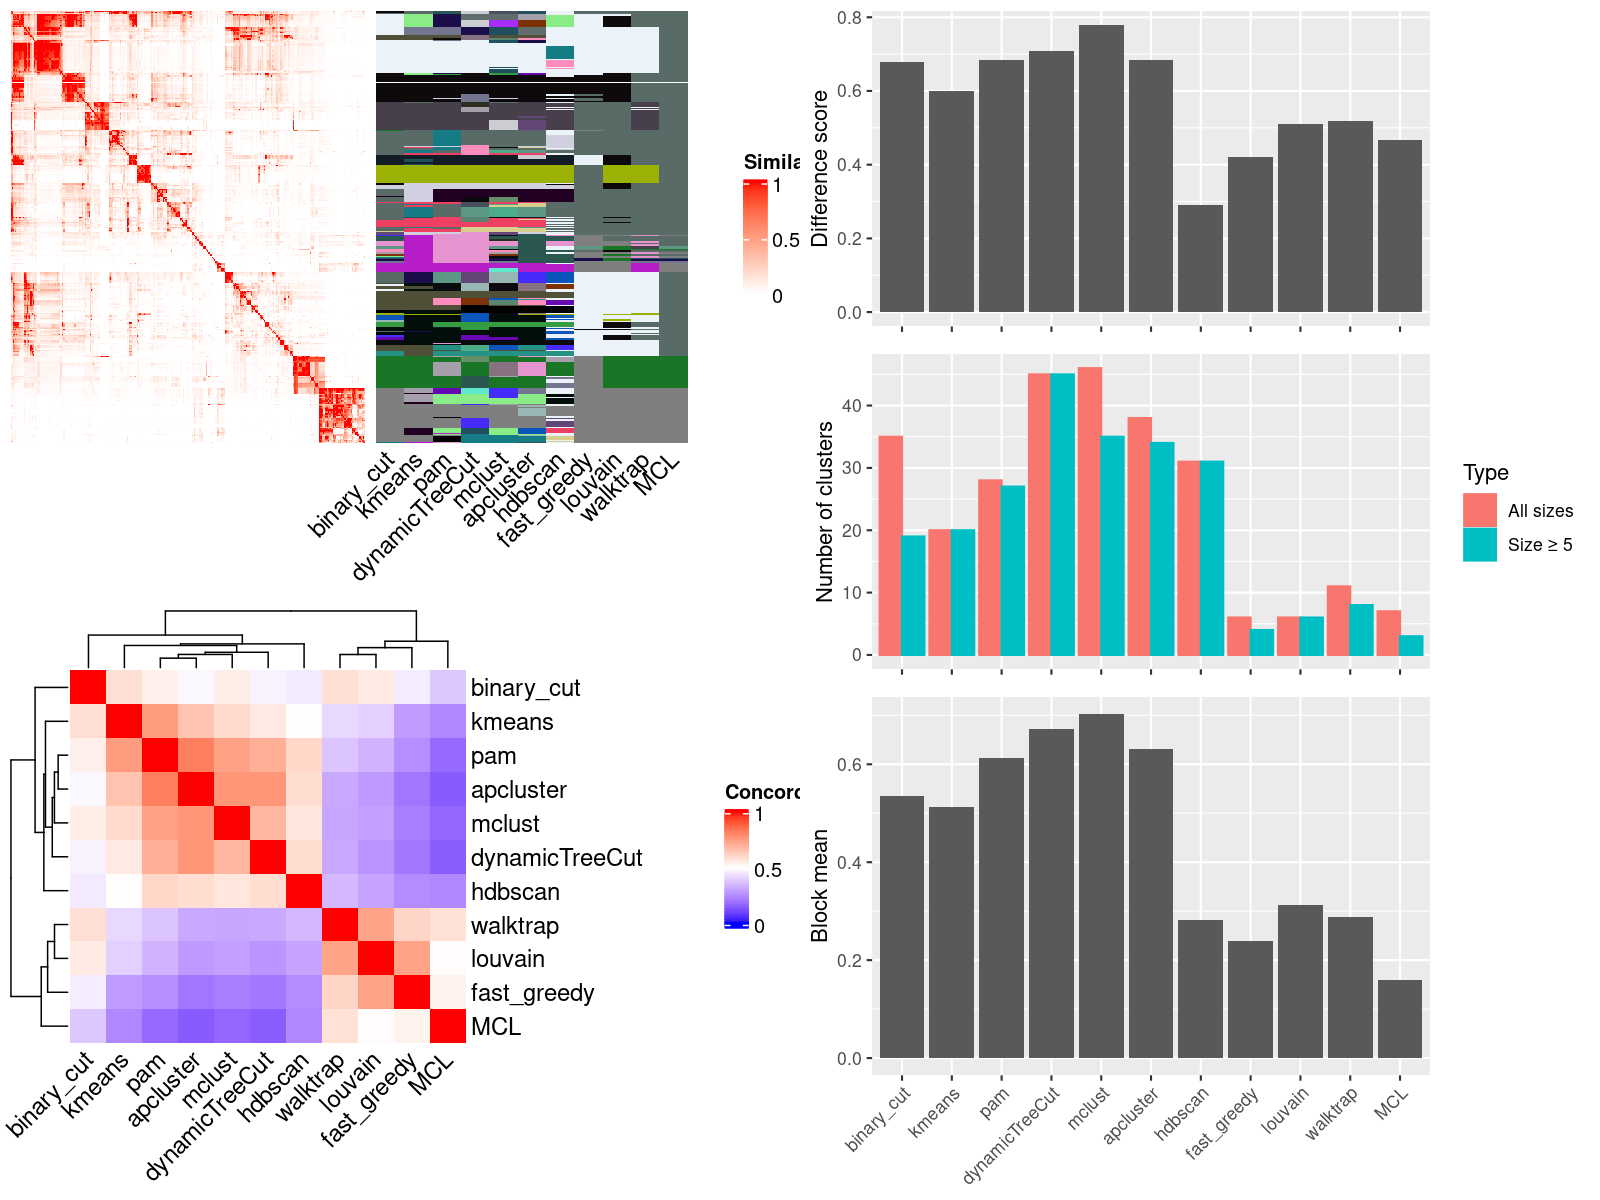 Simila
1
0.5
0
binary_cut
kmeans
pam
dynamicTreeCut
mclust
apcluster
hdbscan
fast_greedy
louvain
walktrap
MCL
binary_cut
kmeans
pam
apcluster
mclust
dynamicTreeCut
hdbscan
walktrap
louvain
fast_greedy
MCL
binary_cut
kmeans
pam
apcluster
mclust
dynamicTreeCut
hdbscan
walktrap
louvain
fast_greedy
MCL
Concorc
1
0.5
0
Difference score
0.8
0.6
0.4
0.2
0.0
Number of clusters
40
30
20
10
0
Type
All sizes
Size ≥ 5
Block mean
0.6
0.4
0.2
0.0
binary_cut
kmeans
pam
dynamicTreeCut
mclust
apcluster
hdbscan
fast_greedy
louvain
walktrap
MCL